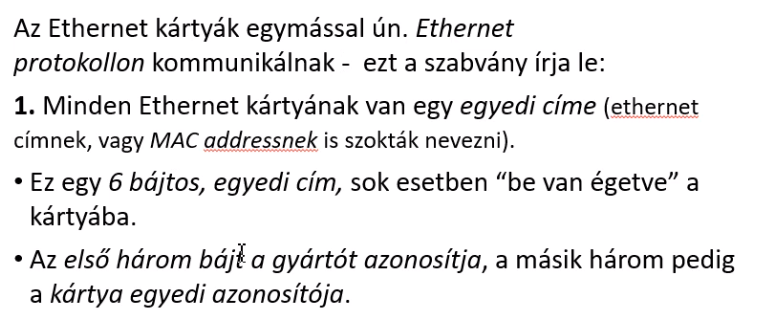 Az Ethernet kártyák egymással ún. Ethernet
protokollon kommunikálnak - ezt a szabvány írja le:
1. Minden Ethernet kártyának van egy egyedi címe (ethernet
címnek, vagy MAC addressnek is szokták nevezni).
• Ez egy 6 bájtos, egyedi cím, sok esetben “be van égetve” a
kártyába.
• Az első három bájt a gyártót azonosítja, a másik három pedig
a kártya egyedi azonosítója.